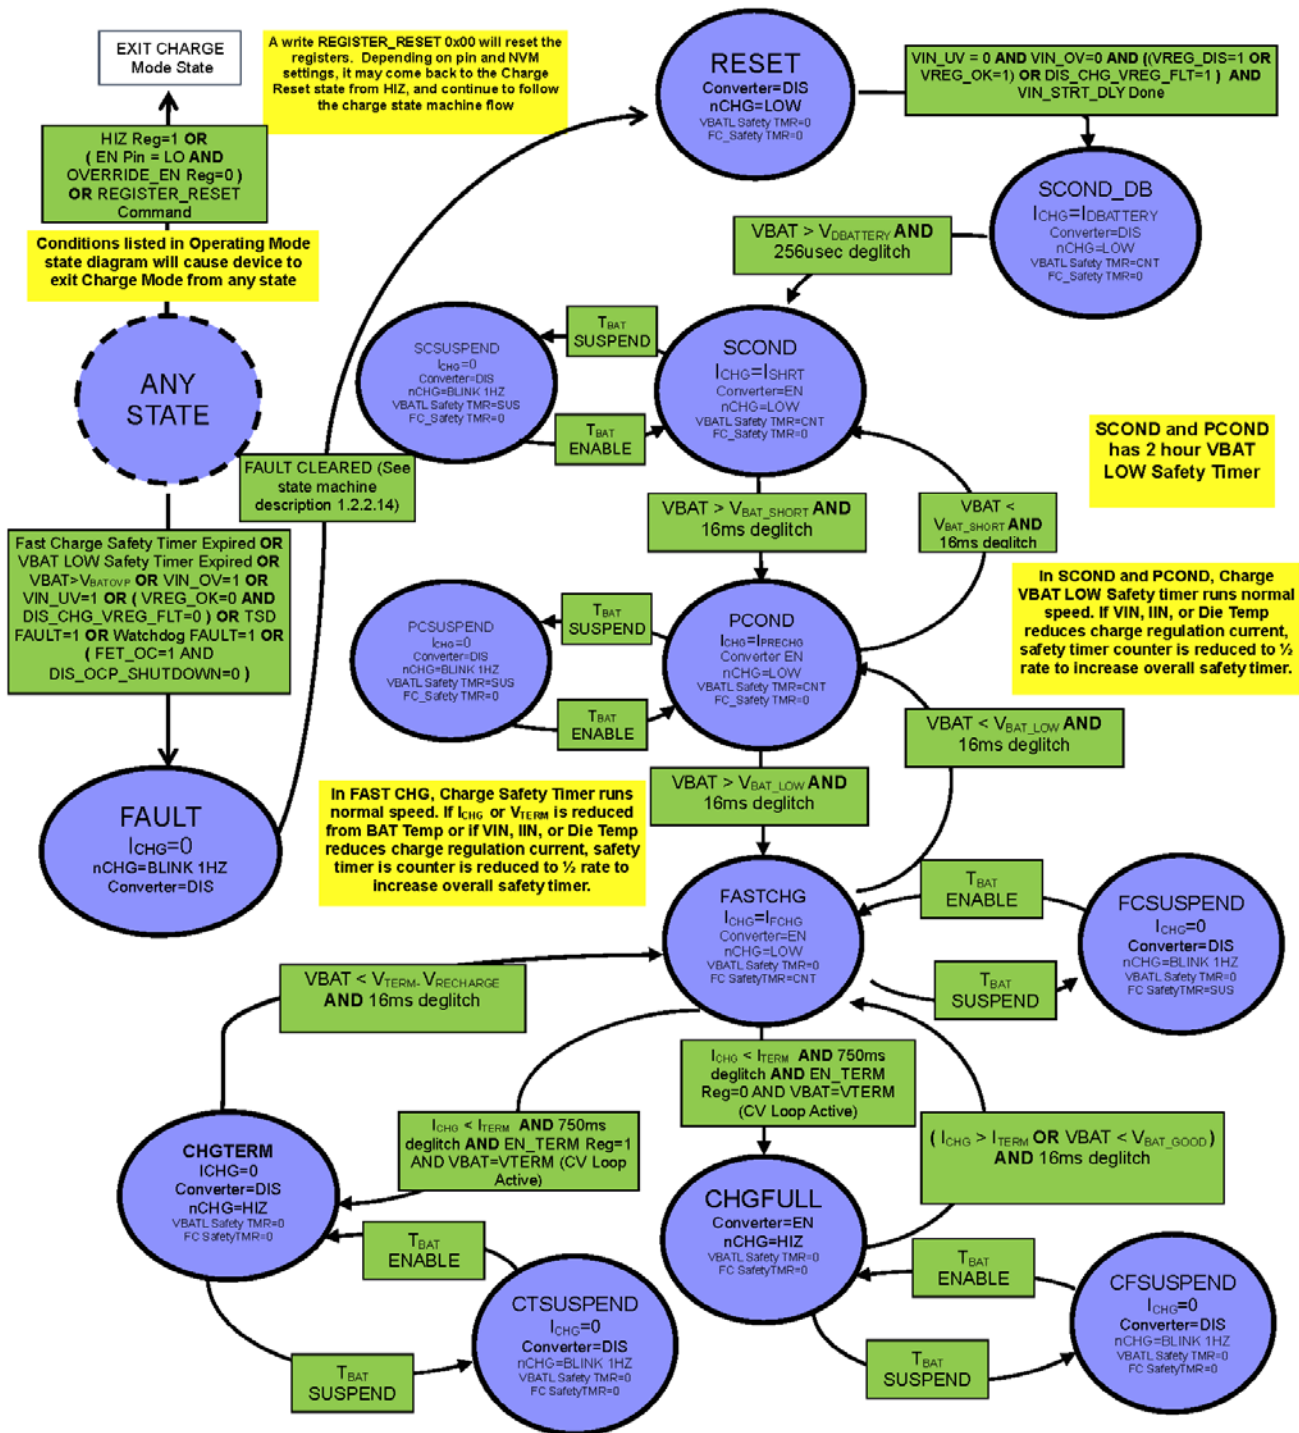 EXIT CHARGE
Mode State
A write REGISTER_RESET 0x00 will reset the
registers. Depending on pin and NVM
settings, it may come back to the Charge
Reset state from HIZ, and continue to follow
the charge state machine flow
RESET
Converter=DIS
nCHG=LOW
VBATL Safety TMR=0
FC_Safety TMR=0
VIN_UV = 0 AND VIN_OV=0 AND ((VREG_DIS=1 OR
VREG_OK=1) OR DIS_CHG_VREG_FLT=1 ) AND
VIN_STRT_DLY Done
HIZ Reg=1 OR
( EN Pin = LO AND
OVERRIDE_EN Reg=0 )
OR REGISTER_RESET
Command
Conditions listed in Operating Mode
state diagram will cause device to
exit Charge Mode from any state
SCOND_DB
ICHG=IDBATTERY
Converter=DIS
nCHG=LOW
VBATL Safety TMR=CNT
FC_Safety TMR=0
VBAT > VDBATTERY AND
256usec deglitch
ANY
STATE
SCSUSPEND
ICHG=0
Converter=DIS
nCHG=BLINK 1HZ
VBATL Safety TMR=SUS
FC_Safety TMR=0
TBAT
SUSPEND
TBAT
ENABLE
SCOND
ICHG=ISHRT
Converter=EN
nCHG=LOW
VBATL Safety TMR=CNT
FC_Safety TMR=0
SCOND and PCOND
has 2 hour VBAT
LOW Safety Timer
FAULT CLEARED (See
state machine
description 1.2.2.14)
VBAT > VBAT_SHORT AND
16ms deglitch
VBAT <
VBAT_SHORT AND
16ms deglitch
Fast Charge Safety Timer Expired OR
VBAT LOW Safety Timer Expired OR
VBAT>VBATOVP OR VIN_OV=1 OR
VIN_UV=1 OR ( VREG_OK=0 AND
DIS_CHG_VREG_FLT=0 ) OR TSD
FAULT=1 OR Watchdog FAULT=1 OR
( FET_OC=1 AND
DIS_OCP_SHUTDOWN=0 )
In SCOND and PCOND, Charge
VBAT LOW Safety timer runs normal
speed. If VIN, IIN, or Die Temp
reduces charge regulation current,
safety timer counter is reduced to ½
rate to increase overall safety timer.
PCSUSPEND
ICHG=0
Converter=DIS
nCHG=BLINK 1HZ
VBATL Safety TMR=SUS
FC_Safety TMR=0
TBAT
SUSPEND
TBAT
ENABLE
PCOND
ICHG=IPRECHG
Converter EN
nCHG=LOW
VBATL Safety TMR=CNT
FC_Safety TMR=0
VBAT < VBAT_LOW AND
16ms deglitch
VBAT > VBAT_LOW AND
16ms deglitch
FAULT
ICHG=0
nCHG=BLINK 1HZ
Converter=DIS
In FAST CHG, Charge Safety Timer runs
normal speed. If ICHG or VTERM is reduced
from BAT Temp or if VIN, IIN, or Die Temp
reduces charge regulation current, safety
timer is counter is reduced to ½ rate to
increase overall safety timer.
FASTCHG
ICHG=IFCHG
Converter=EN
nCHG=LOW
VBATL Safety TMR=0
FC SafetyTMR=CNT
TBAT
ENABLE
TBAT
SUSPEND
FCSUSPEND
ICHG=0
Converter=DIS
nCHG=BLINK 1HZ
VBATL Safety TMR=0
FC SafetyTMR=SUS
VBAT < VTERM- VRECHARGE
AND 16ms deglitch
ICHG < ITERM AND 750ms
deglitch AND EN_TERM
Reg=0 AND VBAT=VTERM
(CV Loop Active)
ICHG < ITERM AND 750ms
deglitch AND EN_TERM Reg=1
AND VBAT=VTERM (CV Loop
Active)
( ICHG > ITERM OR VBAT < VBAT_GOOD )
AND 16ms deglitch
CHGTERM
ICHG=0
Converter=DIS
nCHG=HIZ
VBATL Safety TMR=0
FC SafetyTMR=0
CHGFULL
Converter=EN
nCHG=HIZ
VBATL Safety TMR=0
FC SafetyTMR=0
TBAT
ENABLE
TBAT
SUSPEND
CTSUSPEND
ICHG=0
Converter=DIS
nCHG=BLINK 1HZ
VBATL Safety TMR=0
FC SafetyTMR=0
TBAT
ENABLE
TBAT
SUSPEND
CFSUSPEND
ICHG=0
Converter=DIS
nCHG=BLINK 1HZ
VBATL Safety TMR=0
FC SafetyTMR=0